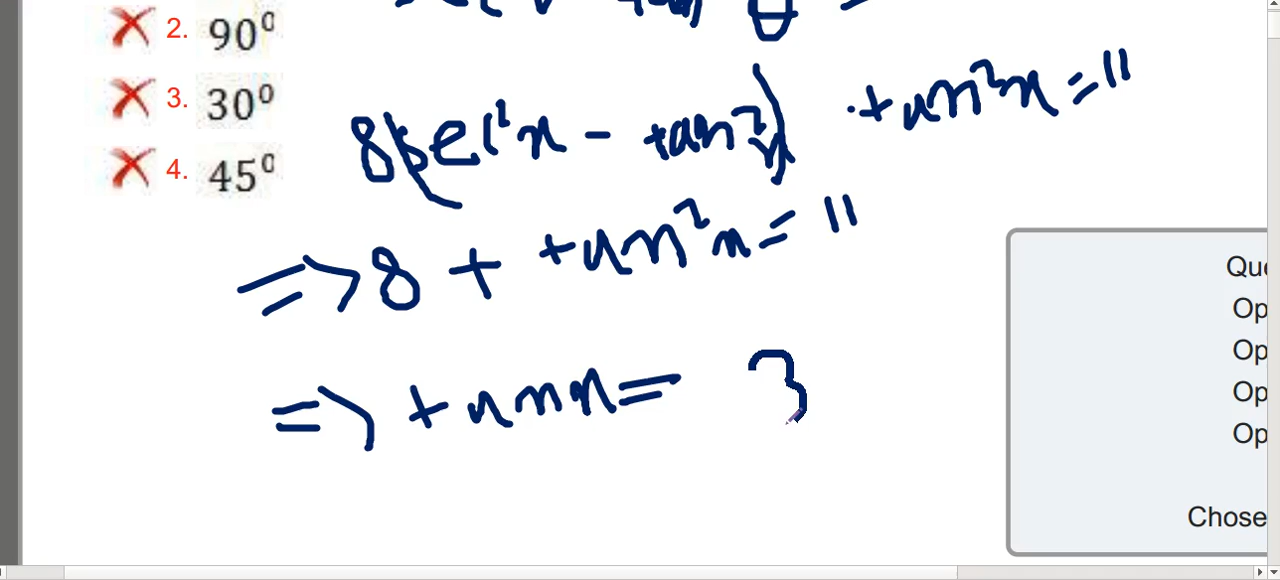 2. 90⁰
3. 30⁰
4. 45⁰
8(sec²x - tan²x) + tan²x = 11
=> 8 + tan²x = 11
=> tanx = 3
Que
Op
Op
Op
Op
Chose